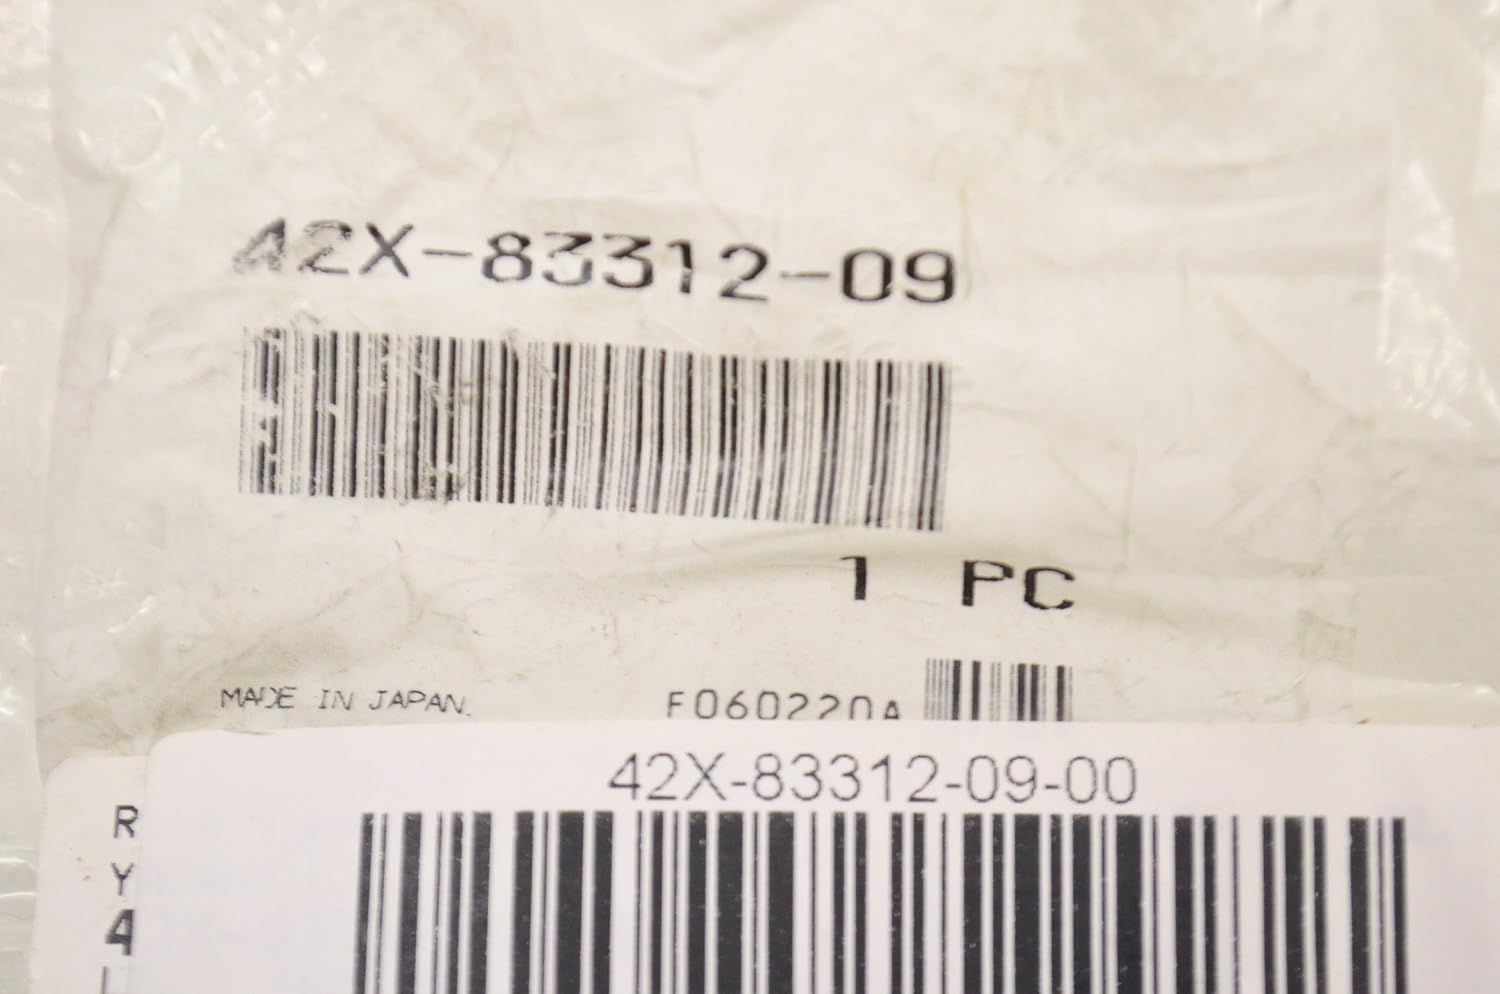 42X-83312-09
1 PC
MADE IN JAPAN.
F060220A
42X-83312-09-00
R
Y
4